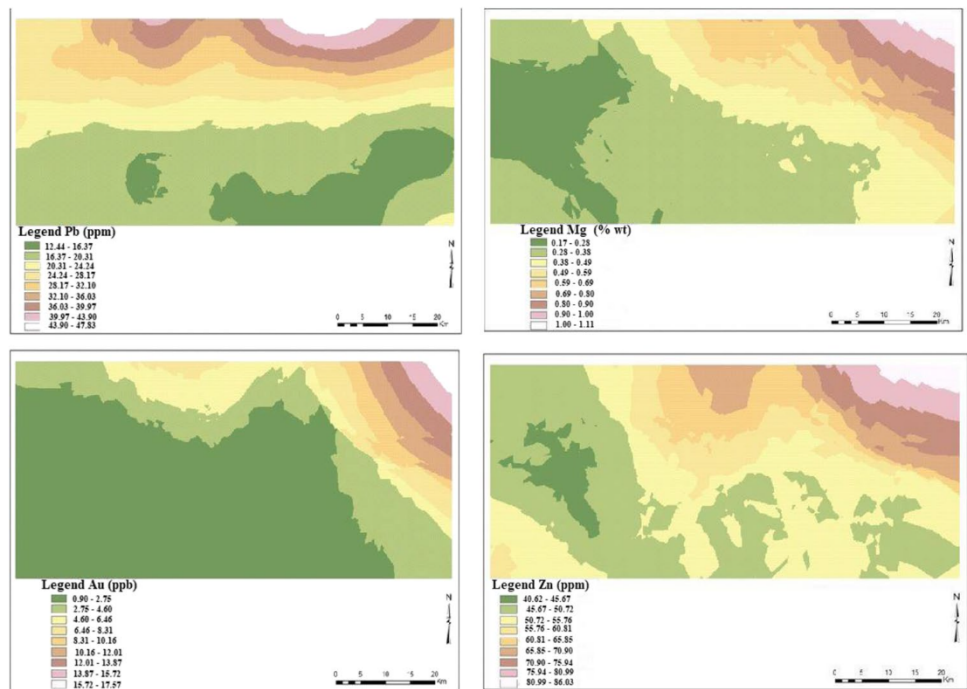 Legend Pb (ppm)
12.44 - 16.37
16.37 - 20.31
20.31 - 24.24
24.24 - 28.17
28.17 - 32.10
32.10 - 36.03
36.03 - 39.97
39.97 - 43.90
43.90 - 47.83
N
0 5 10 15 20
Km
Legend Mg (% wt)
0.17 - 0.28
0.28 - 0.38
0.38 - 0.49
0.49 - 0.59
0.59 - 0.69
0.69 - 0.80
0.80 - 0.90
0.90 - 1.00
1.00 - 1.11
N
0 5 10 15 20
Km
Legend Au (ppb)
0.90 - 2.75
2.75 - 4.60
4.60 - 6.46
6.46 - 8.31
8.31 - 10.16
10.16 - 12.01
12.01 - 13.87
13.87 - 15.72
15.72 - 17.57
N
0 5 10 15 20
Km
Legend Zn (ppm)
40.62 - 45.67
45.67 - 50.72
50.72 - 55.76
55.76 - 60.81
60.81 - 65.85
65.85 - 70.90
70.90 - 75.94
75.94 - 80.99
80.99 - 86.03
N
0 5 10 15 20
Km